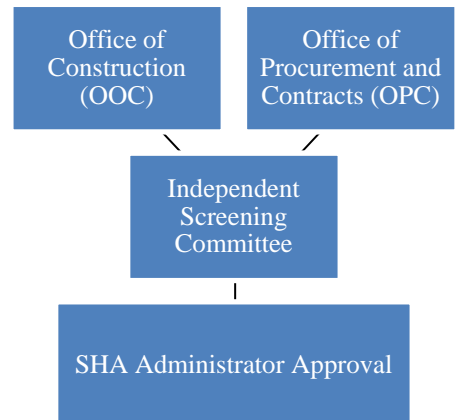 Office of
Construction
(OOC)
Office of
Procurement and
Contracts (OPC)
Independent
Screening
Committee
SHA Administrator Approval